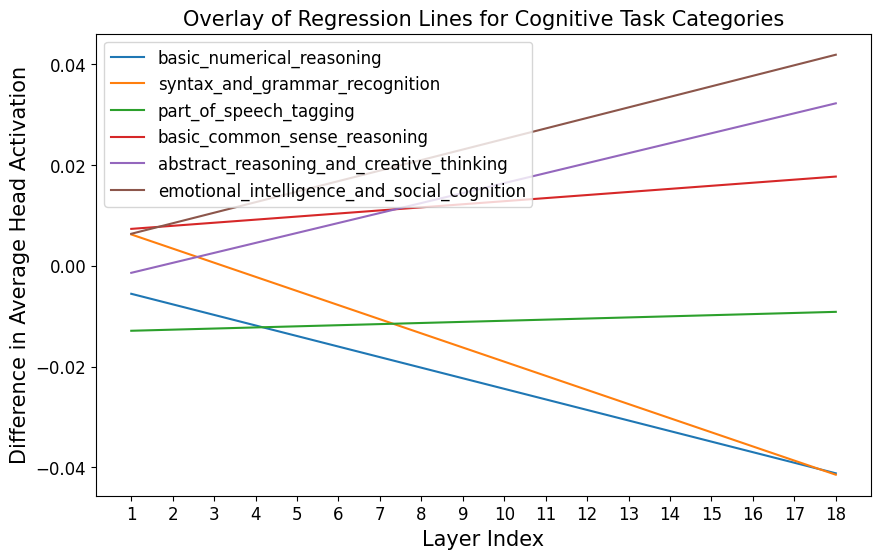 Overlay of Regression Lines for Cognitive Task Categories
basic_numerical_reasoning
syntax_and_grammar_recognition
part_of_speech_tagging
basic_common_sense_reasoning
abstract_reasoning_and_creative_thinking
emotional_intelligence_and_social_cognition
Difference in Average Head Activation
0.04
0.02
0.00
−0.02
−0.04
1 2 3 4 5 6 7 8 9 10 11 12 13 14 15 16 17 18
Layer Index